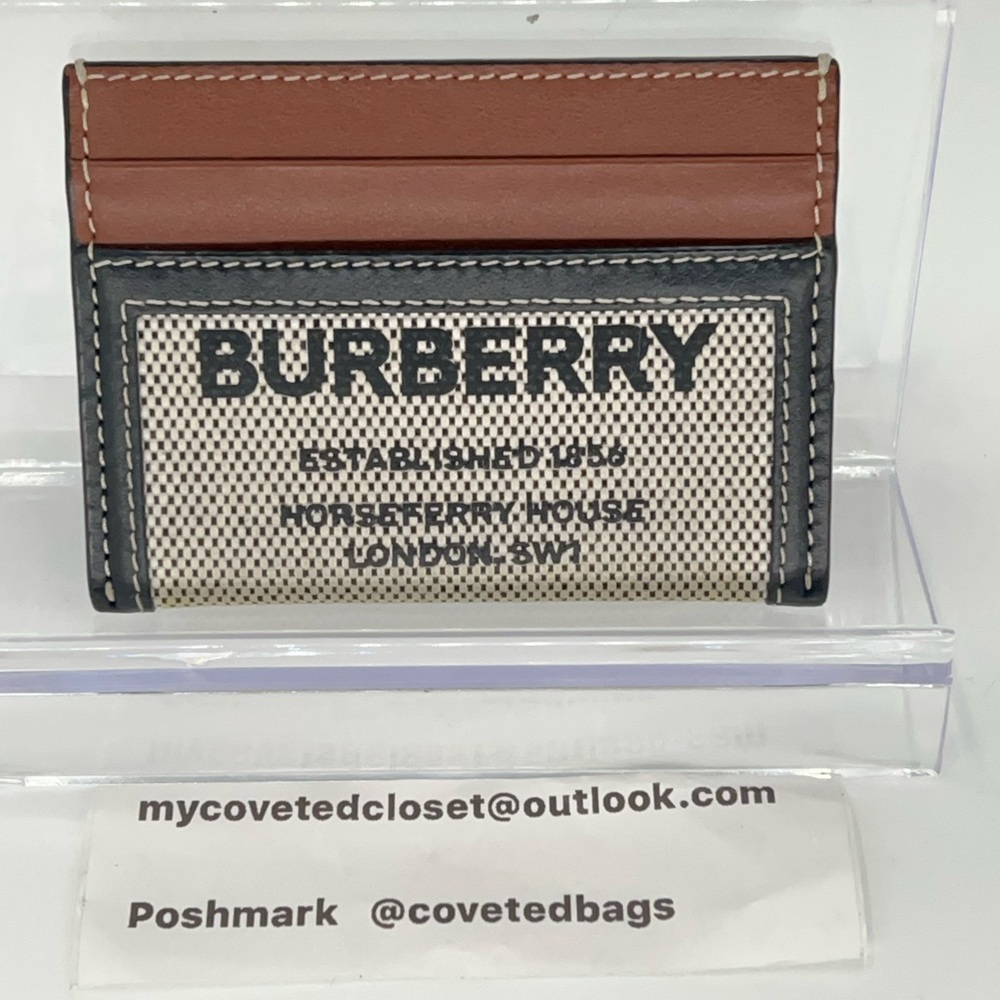 BURBERRY
ESTABLISHED 1856
HORSEFERRY HOUSE
LONDON, SW1
mycovetedcloset@outlook.com
Poshmark @covetedbags